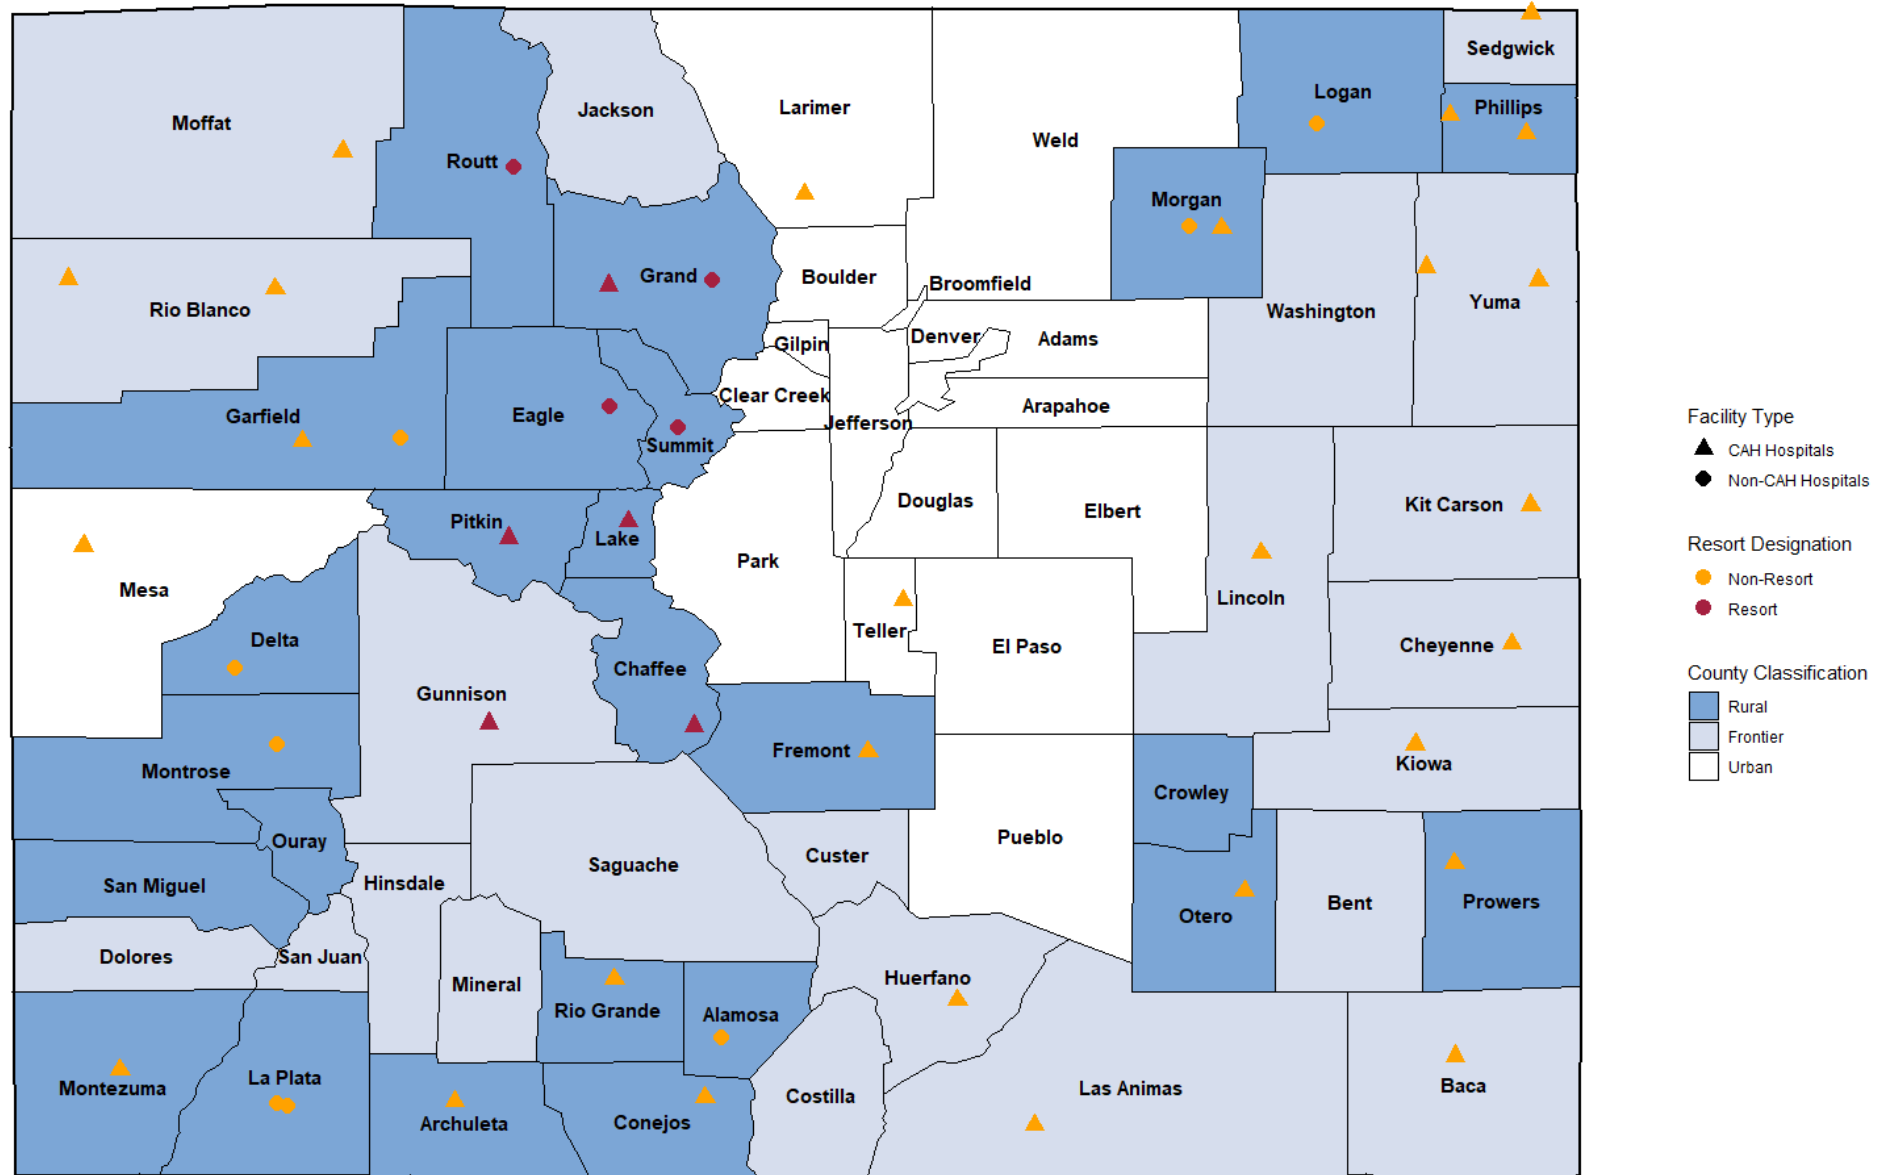 Sedgwick
Logan
Phillips
Larimer
Jackson
Moffat
Weld
Routt
Morgan
Grand
Boulder
Broomfield
Yuma
Rio Blanco
Washington
Denver
Adams
Gilpin
Clear Creek
Arapahoe
Garfield
Eagle
Jefferson
Summit
Douglas
Kit Carson
Elbert
Pitkin
Lake
Park
Mesa
Lincoln
Teller
Delta
El Paso
Cheyenne
Chaffee
Gunnison
Fremont
Kiowa
Montrose
Crowley
Pueblo
Ouray
Custer
Saguache
Hinsdale
San Miguel
Bent
Prowers
Otero
Dolores
San Juan
Huerfano
Mineral
Rio Grande
Alamosa
La Plata
Montezuma
Baca
Las Animas
Costilla
Conejos
Archuleta
Facility Type
CAH Hospitals
Non-CAH Hospitals
Resort Designation
Non-Resort
Resort
County Classification
Rural
Frontier
Urban